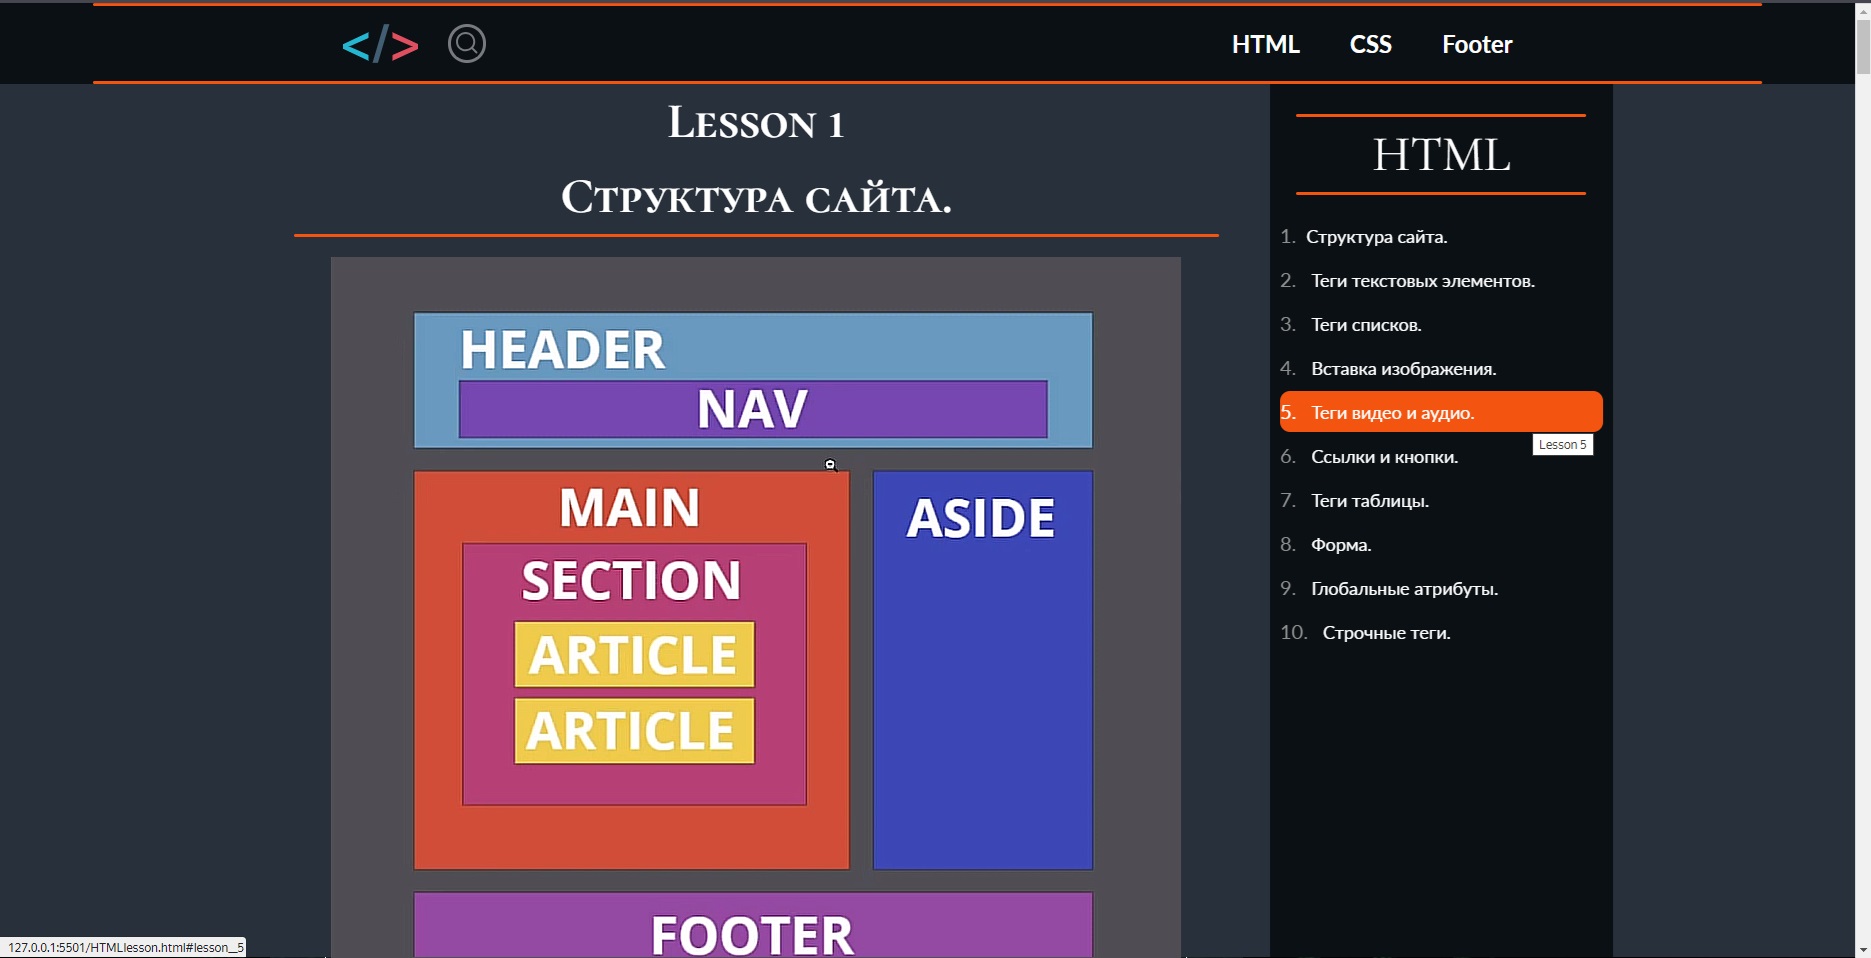 </>
HTML CSS Footer
Lesson 1
Структура сайта.
HEADER
NAV
MAIN
SECTION
ARTICLE
ARTICLE
ASIDE
FOOTER
HTML
1. Структура сайта.
2. Теги текстовых элементов.
3. Теги списков.
4. Вставка изображения.
5. Теги видео и аудио.
Lesson 5
6. Ссылки и кнопки.
7. Теги таблицы.
8. Форма.
9. Глобальные атрибуты.
10. Строчные теги.
127.0.0.1:5501/HTMLlesson.html#lesson__5